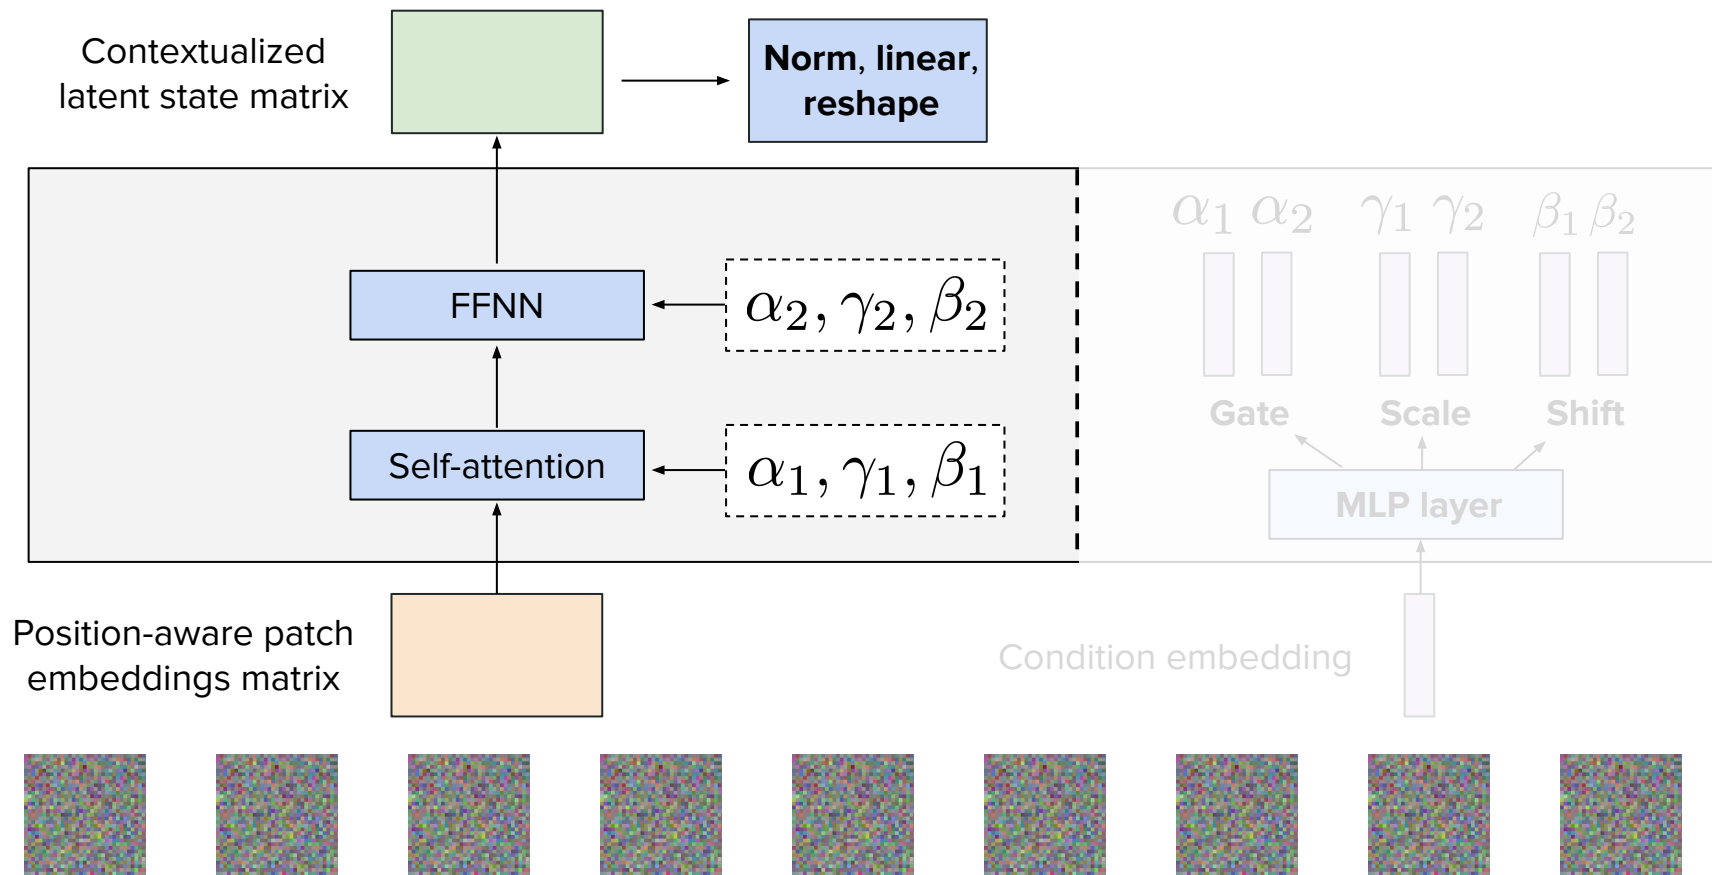 Contextualized
latent state matrix
Norm, linear,
reshape
α₁ α₂ γ₁ γ₂ β₁ β₂
FFNN
α₂, γ₂, β₂
Gate Scale Shift
Self-attention
α₁, γ₁, β₁
MLP layer
Position-aware patch
embeddings matrix
Condition embedding